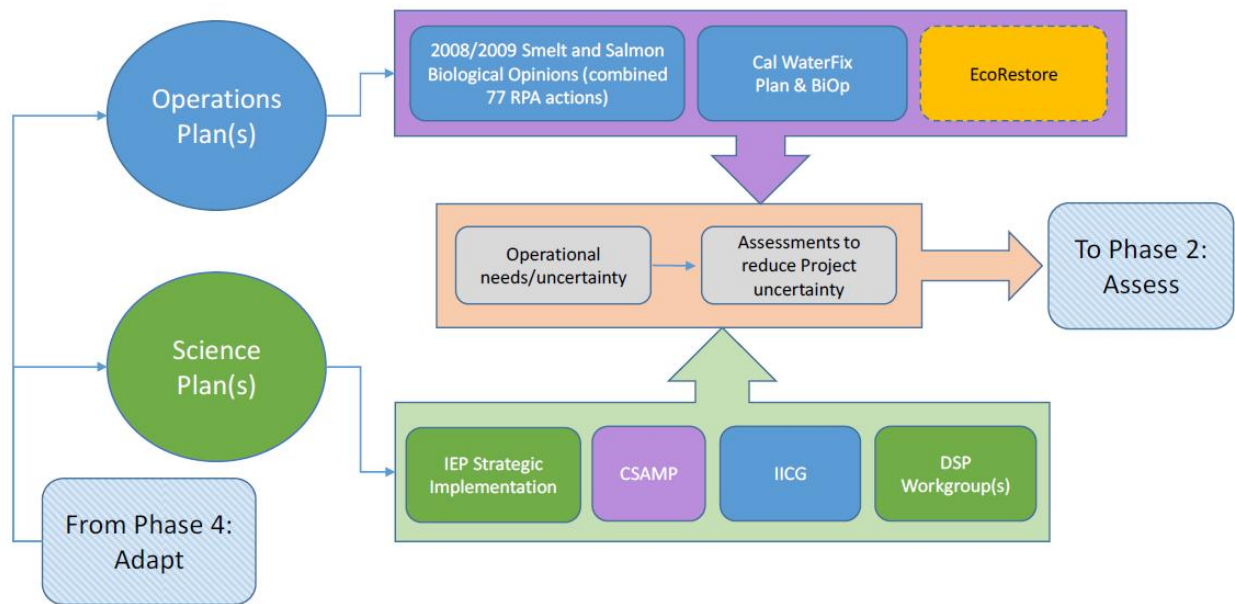 Operations
Plan(s)
2008/2009 Smelt and Salmon
Biological Opinions (combined
77 RPA actions)
Cal WaterFix
Plan & BiOp
EcoRestore
Operational
needs/uncertainty
Assessments to
reduce Project
uncertainty
To Phase 2:
Assess
Science
Plan(s)
IEP Strategic
Implementation
CSAMP
IICG
DSP
Workgroup(s)
From Phase 4:
Adapt